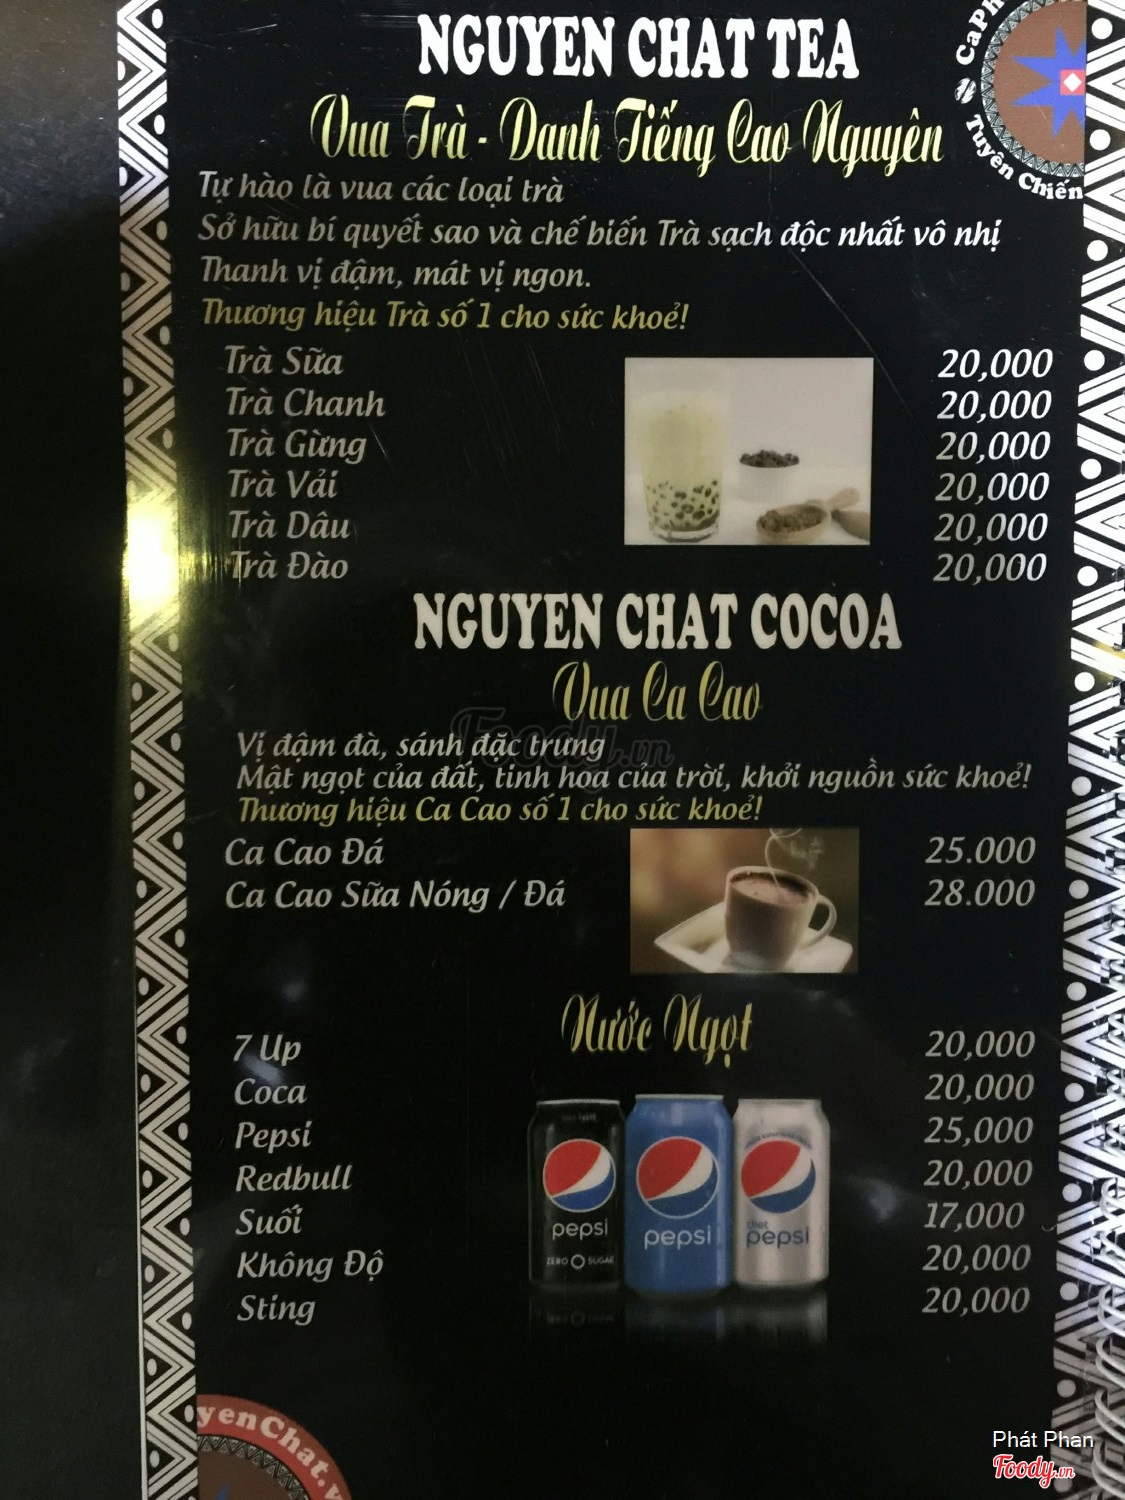 NGUYEN CHAT TEA
CaPh
Tuyên Chiến
Vua Trà - Danh Tiếng Cao Nguyên
Tự hào là vua các loại trà
Sở hữu bí quyết sao và chế biến Trà sạch độc nhất vô nhị
Thanh vị đậm, mát vị ngon.
Thương hiệu Trà số 1 cho sức khoẻ!
Trà Sữa 20,000
Trà Chanh 20,000
Trà Gừng 20,000
Trà Vải 20,000
Trà Dâu 20,000
Trà Đào 20,000
NGUYEN CHAT COCOA
Vua Ca Cao
Foody.vn
Vị đậm đà, sánh đặc trưng
Mật ngọt của đất, tinh hoa của trời, khởi nguồn sức khoẻ!
Thương hiệu Ca Cao số 1 cho sức khoẻ!
Ca Cao Đá 25.000
Ca Cao Sữa Nóng / Đá 28.000
Nước Ngọt
7 Up 20,000
Coca 20,000
Pepsi 25,000
Redbull 20,000
Suối 17,000
Không Độ 20,000
Sting 20,000
pepsi
ZERO SUGAR
pepsi
diet
pepsi
yenChat.v
Phát Phan
Foody.vn